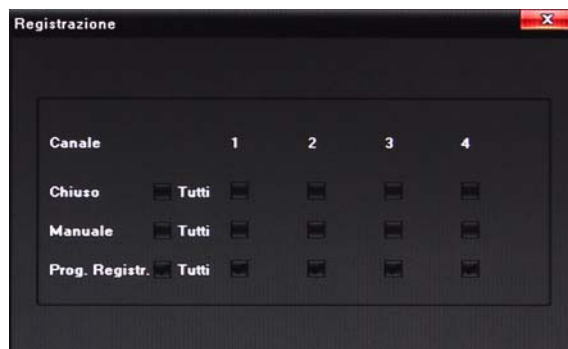 Registrazione
Canale 1 2 3 4
Chiuso Tutti
Manuale Tutti
Prog. Registr. Tutti